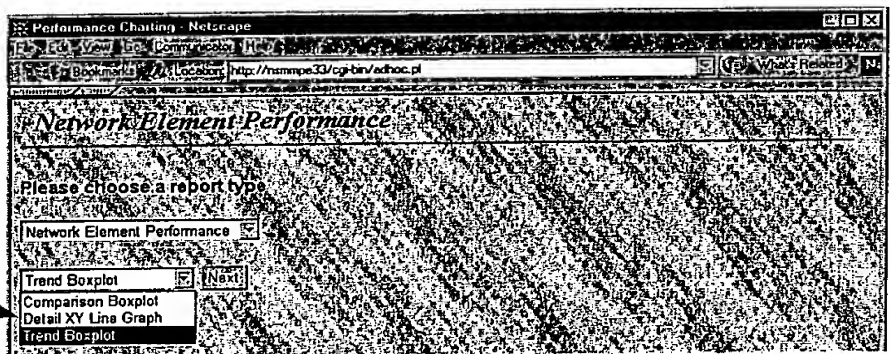 Performance Charting - Netscape
File Edit View Go Communicator Help
Bookmarks Location: http://nsmmpe33/cgi-bin/adhoc.pl What's Related N
Network Element Performance
Please choose a report type
Network Element Performance
Trend Boxplot Next
Comparison Boxplot
Detail XY Line Graph
Trend Boxplot